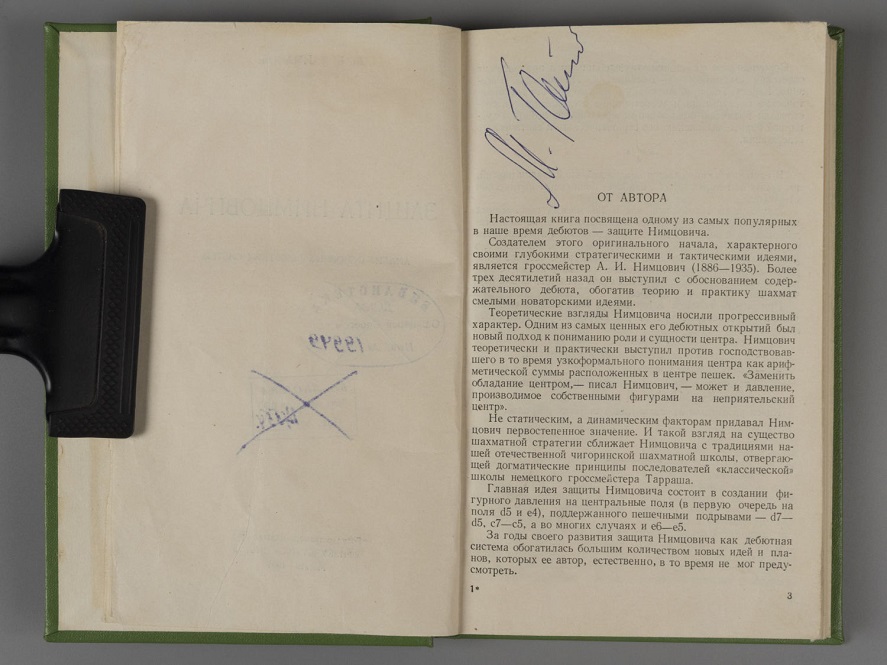 ОТ АВТОРА
Настоящая книга посвящена одному из самых популярных
в наше время дебютов — защите Нимцовича.
Создателем этого оригинального начала, характерного
своими глубокими стратегическими и тактическими идеями,
является гроссмейстер А. И. Нимцович (1886—1935). Более
трех десятилетий назад он выступил с обоснованием содер-
жательного дебюта, обогатив теорию и практику шахмат
смелыми новаторскими идеями.
Теоретические взгляды Нимцовича носили прогрессивный
характер. Одним из самых ценных его дебютных открытий был
новый подход к пониманию роли и сущности центра. Нимцович
теоретически и практически выступил против господствовав-
шего в то время узкоформального понимания центра как ариф-
метической суммы расположенных в центре пешек. «Заменить
обладание центром,— писал Нимцович, — может и давление,
производимое собственными фигурами на неприятельский
центр».
Не статическим, а динамическим факторам придавал Ним-
цович первостепенное значение. И такой взгляд на существо
шахматной стратегии сближает Нимцовича с традициями на-
шей отечественной чигоринской шахматной школы, отвергаю-
щей догматические принципы последователей «классической»
школы немецкого гроссмейстера Тарраша.
Главная идея защиты Нимцовича состоит в создании фи-
гурного давления на центральные поля (в первую очередь на
поля d5 и e4), поддержанного пешечными подрывами — d7—
d5, c7—c5, а во многих случаях и e6—e5.
За годы своего развития защита Нимцовича как дебютная
система обогатилась большим количеством новых идей и пла-
нов, которых ее автор, естественно, в то время не мог преду-
смотреть.
1*
3
ЗАЩИТА НИМЦОВИЧА
19949